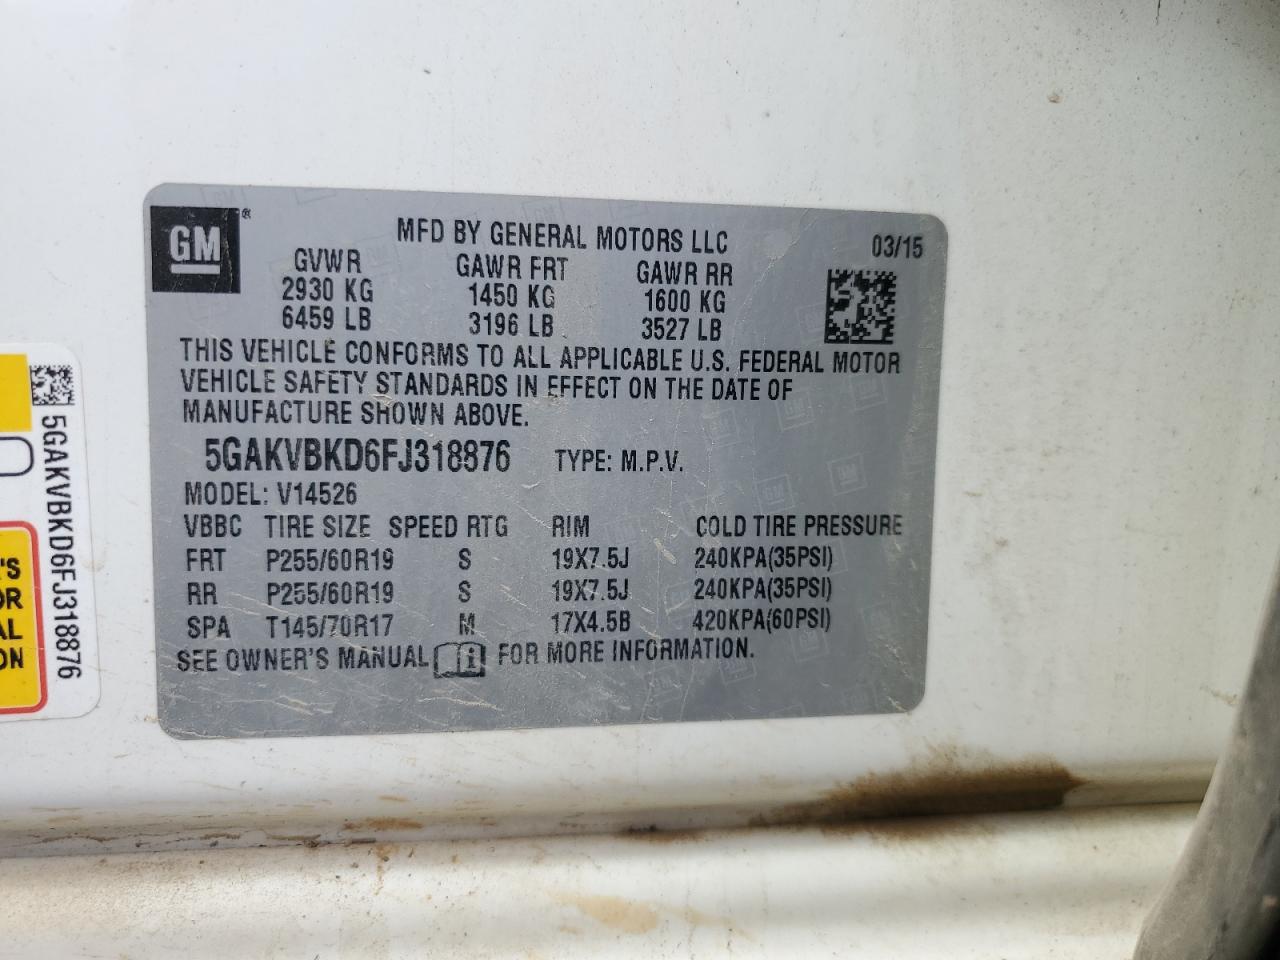 GM ®
MFD BY GENERAL MOTORS LLC 03/15
GVWR GAWR FRT GAWR RR
2930 KG 1450 KG 1600 KG
6459 LB 3196 LB 3527 LB
THIS VEHICLE CONFORMS TO ALL APPLICABLE U.S. FEDERAL MOTOR
VEHICLE SAFETY STANDARDS IN EFFECT ON THE DATE OF
MANUFACTURE SHOWN ABOVE.
5GAKVBKD6FJ318876 TYPE: M.P.V.
MODEL: V14526
VBBC TIRE SIZE SPEED RTG RIM COLD TIRE PRESSURE
FRT P255/60R19 S 19X7.5J 240KPA(35PSI)
RR P255/60R19 S 19X7.5J 240KPA(35PSI)
SPA T145/70R17 M 17X4.5B 420KPA(60PSI)
SEE OWNER'S MANUAL i FOR MORE INFORMATION.
5GAKVBKD6FJ318876
'S
OR
AL
ON